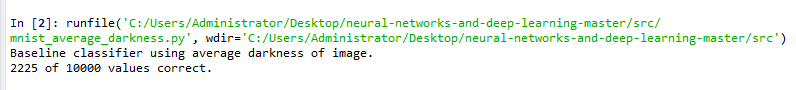 In [2]: runfile('C:/Users/Administrator/Desktop/neural-networks-and-deep-learning-master/src/
mnist_average_darkness.py', wdir='C:/Users/Administrator/Desktop/neural-networks-and-deep-learning-master/src')
Baseline classifier using average darkness of image.
2225 of 10000 values correct.